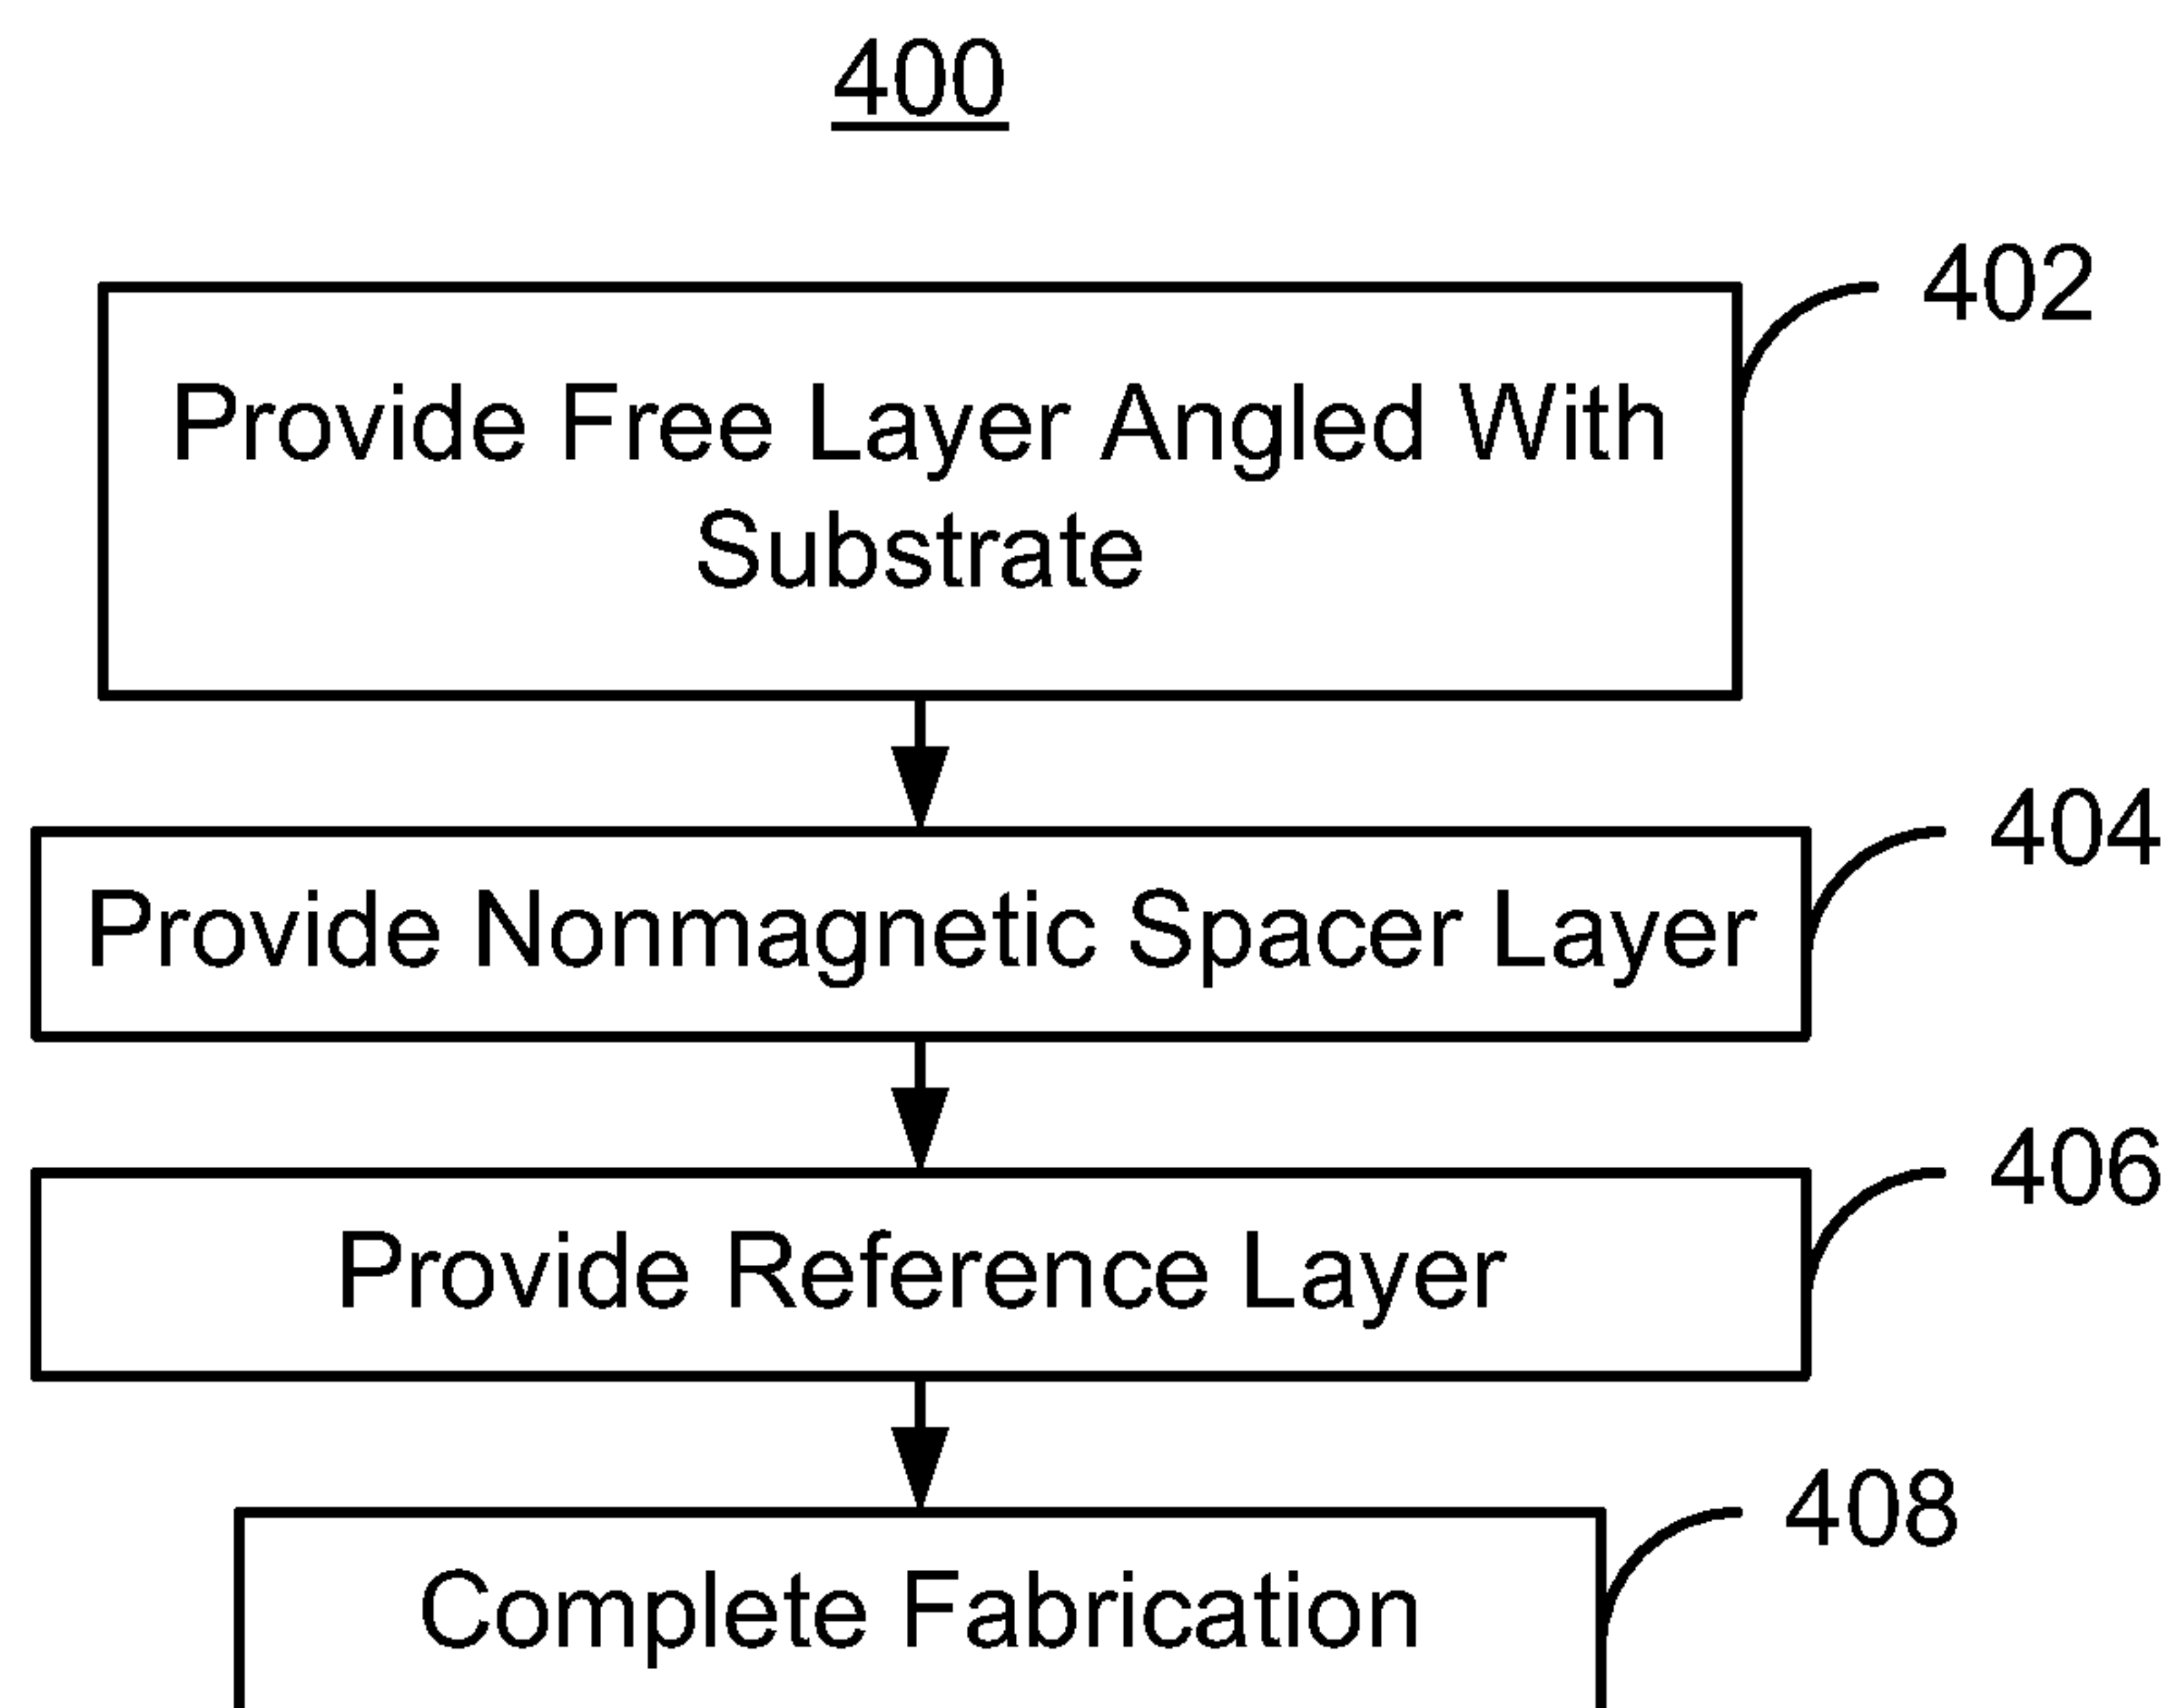 400
402
Provide Free Layer Angled With
Substrate
404
Provide Nonmagnetic Spacer Layer
406
Provide Reference Layer
408
Complete Fabrication